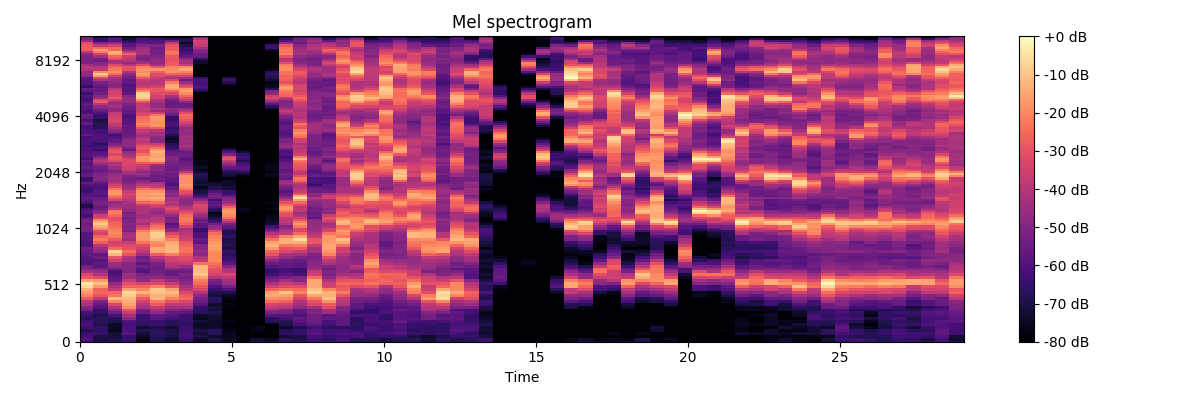 Mel spectrogram
Hz
8192
4096
2048
1024
512
0
0 5 10 15 20 25
Time
+0 dB
-10 dB
-20 dB
-30 dB
-40 dB
-50 dB
-60 dB
-70 dB
-80 dB